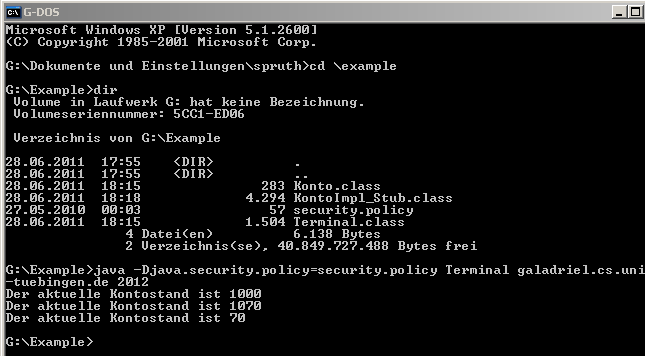 G-DOS
Microsoft Windows XP [Version 5.1.2600]
(C) Copyright 1985-2001 Microsoft Corp.
G:\Dokumente und Einstellungen\spruth>cd \example
G:\Example>dir
 Volume in Laufwerk G: hat keine Bezeichnung.
 Volumeseriennummer: 5CC1-ED06
 Verzeichnis von G:\Example
28.06.2011  17:55    <DIR>          .
28.06.2011  17:55    <DIR>          ..
28.06.2011  18:15               283 Konto.class
28.06.2011  18:18             4.294 KontoImpl_Stub.class
27.05.2010  00:03                57 security.policy
28.06.2011  18:15             1.504 Terminal.class
               4 Datei(en)          6.138 Bytes
               2 Verzeichnis(se), 40.849.727.488 Bytes frei
G:\Example>java -Djava.security.policy=security.policy Terminal galadriel.cs.uni
-tuebingen.de 2012
Der aktuelle Kontostand ist 1000
Der aktuelle Kontostand ist 1070
Der aktuelle Kontostand ist 70
G:\Example>